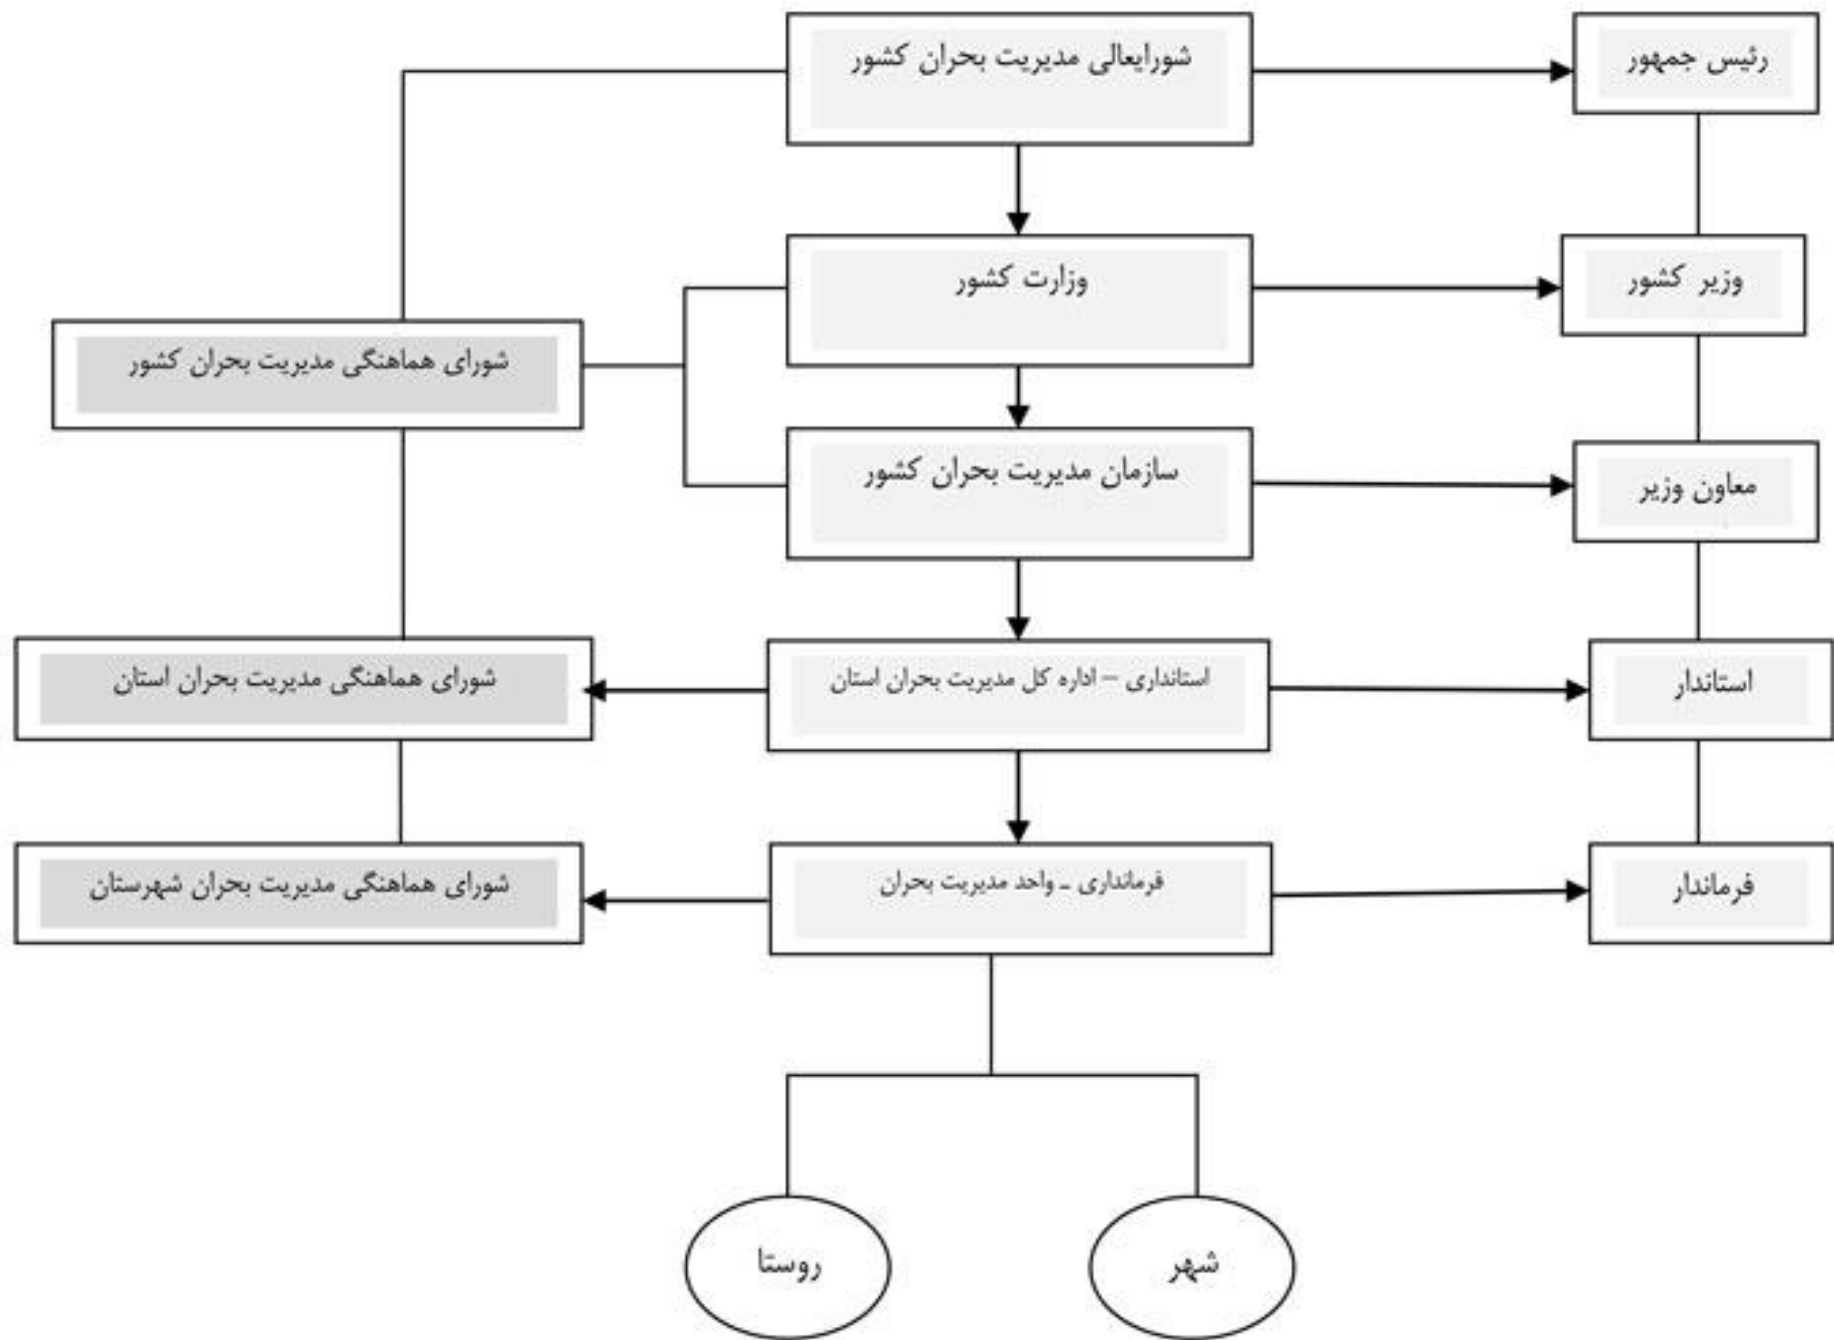 شورایعالی مدیریت بحران کشور
رئیس جمهور
وزارت کشور
وزیر کشور
شورای هماهنگی مدیریت بحران کشور
سازمان مدیریت بحران کشور
معاون وزیر
استانداری – اداره کل مدیریت بحران استان
استاندار
شورای هماهنگی مدیریت بحران استان
فرمانداری - واحد مدیریت بحران
فرماندار
شورای هماهنگی مدیریت بحران شهرستان
شهر
روستا